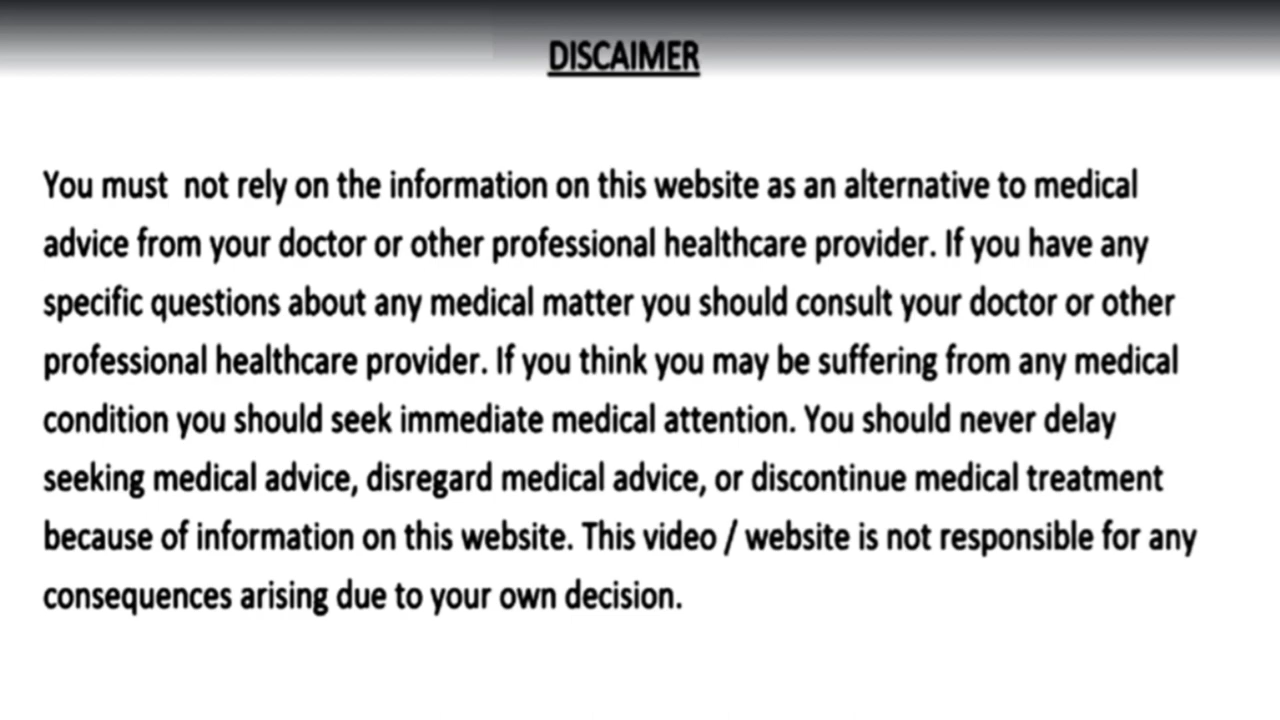 DISCAIMER
You must  not rely on the information on this website as an alternative to medical
advice from your doctor or other professional healthcare provider. If you have any
specific questions about any medical matter you should consult your doctor or other
professional healthcare provider. If you think you may be suffering from any medical
condition you should seek immediate medical attention. You should never delay
seeking medical advice, disregard medical advice, or discontinue medical treatment
because of information on this website. This video / website is not responsible for any
consequences arising due to your own decision.